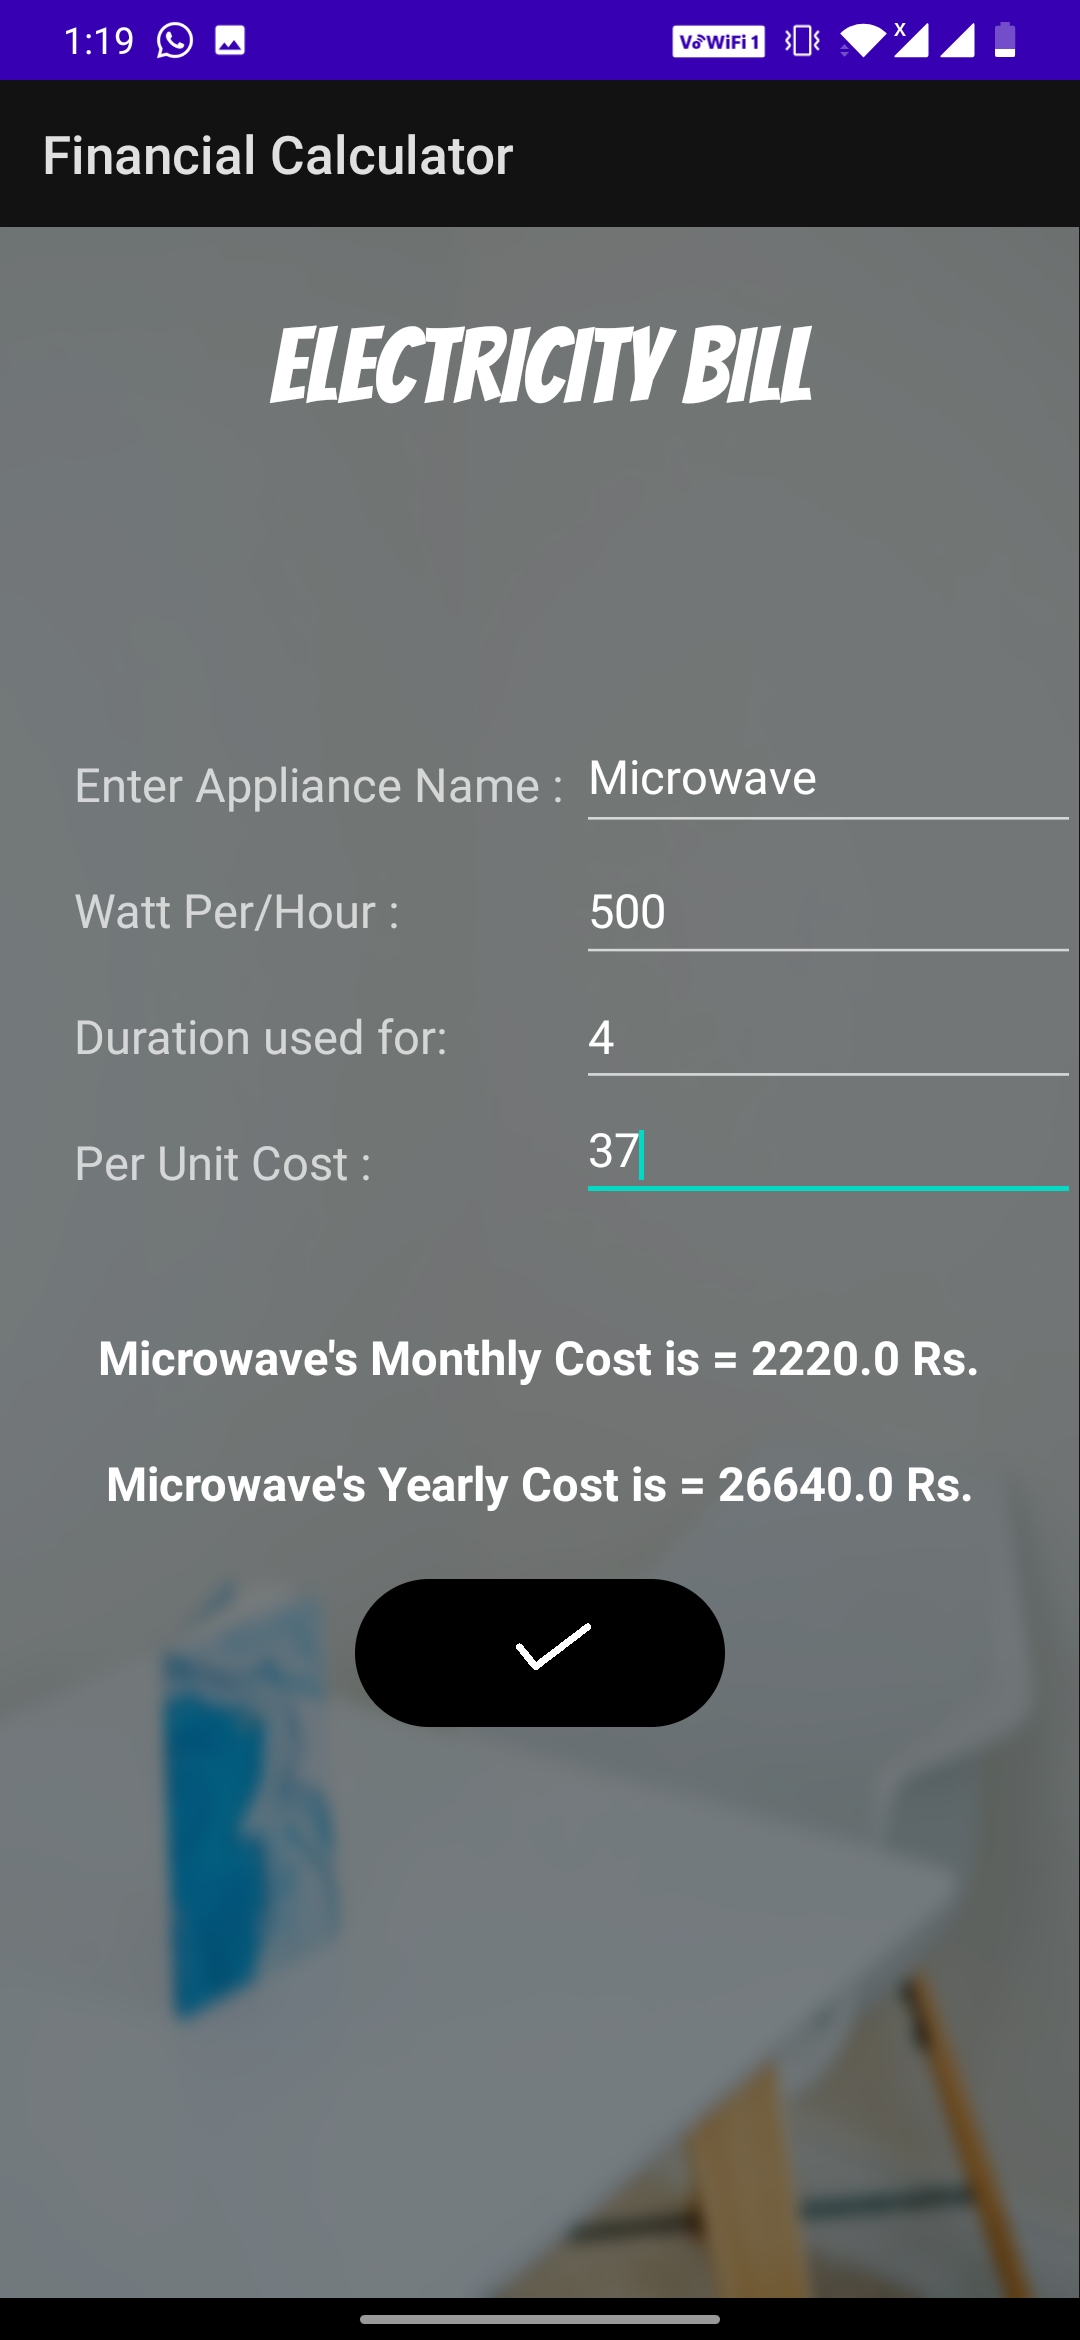 1:19 VoWiFi 1 x
Financial Calculator
ELECTRICITY BILL
Enter Appliance Name : Microwave
Watt Per/Hour : 500
Duration used for: 4
Per Unit Cost : 37
Microwave's Monthly Cost is = 2220.0 Rs.
Microwave's Yearly Cost is = 26640.0 Rs.